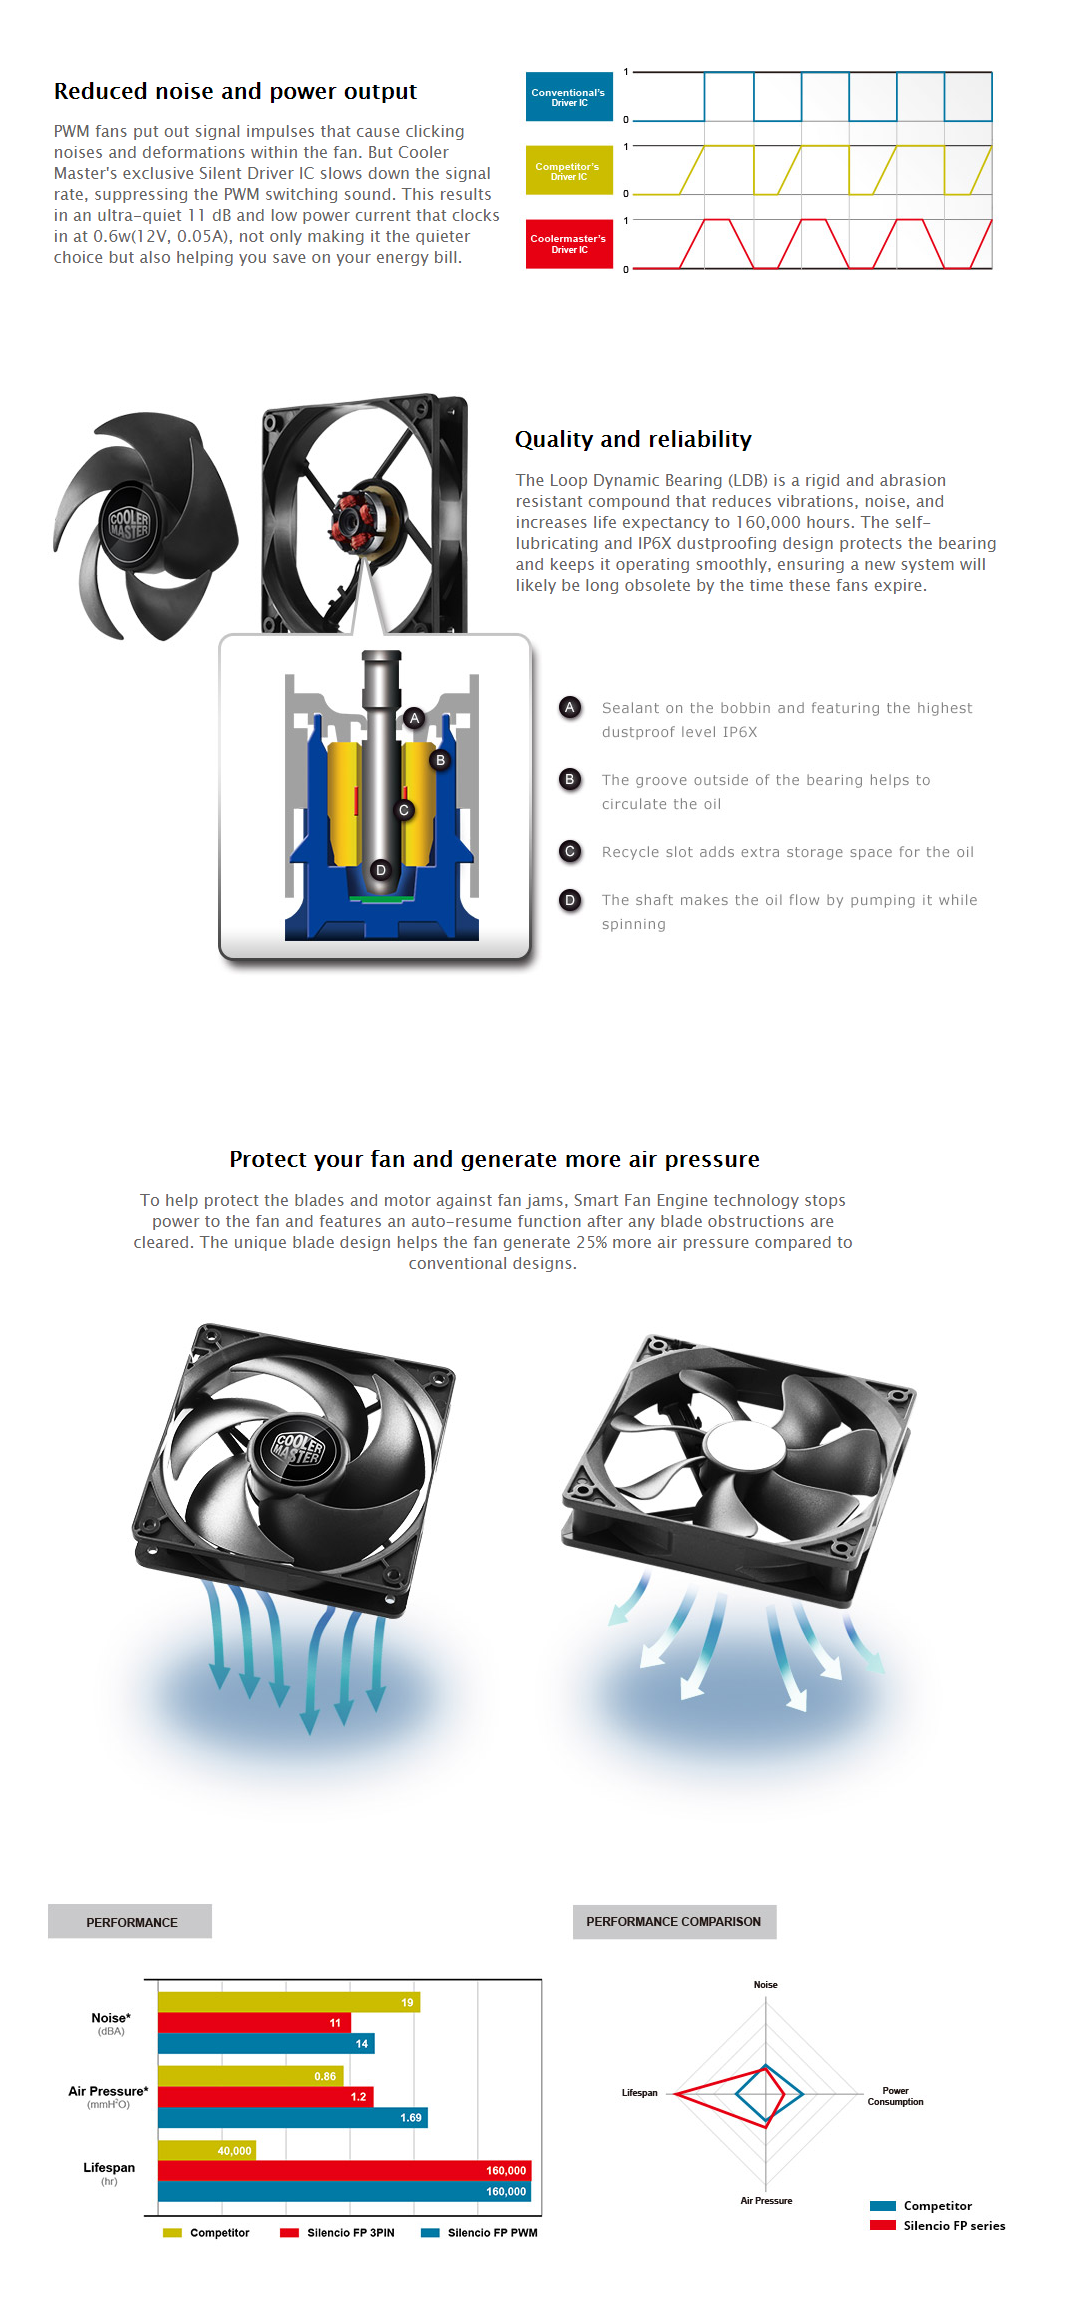 Reduced noise and power output
PWM fans put out signal impulses that cause clicking
noises and deformations within the fan. But Cooler
Master's exclusive Silent Driver IC slows down the signal
rate, suppressing the PWM switching sound. This results
in an ultra-quiet 11 dB and low power current that clocks
in at 0.6w(12V, 0.05A), not only making it the quieter
choice but also helping you save on your energy bill.
Conventional's
Driver IC
1
0
Competitor's
Driver IC
1
0
Coolermaster's
Driver IC
1
0
COOLER
MASTER
Quality and reliability
The Loop Dynamic Bearing (LDB) is a rigid and abrasion
resistant compound that reduces vibrations, noise, and
increases life expectancy to 160,000 hours. The self-
lubricating and IP6X dustproofing design protects the bearing
and keeps it operating smoothly, ensuring a new system will
likely be long obsolete by the time these fans expire.
A
B
C
D
A Sealant on the bobbin and featuring the highest
dustproof level IP6X
B The groove outside of the bearing helps to
circulate the oil
C Recycle slot adds extra storage space for the oil
D The shaft makes the oil flow by pumping it while
spinning
Protect your fan and generate more air pressure
To help protect the blades and motor against fan jams, Smart Fan Engine technology stops
power to the fan and features an auto-resume function after any blade obstructions are
cleared. The unique blade design helps the fan generate 25% more air pressure compared to
conventional designs.
COOLER
MASTER
PERFORMANCE
Noise*
(dBA)
19
11
14
Air Pressure*
(mmH²O)
0.86
1.2
1.69
Lifespan
(hr)
40,000
160,000
160,000
Competitor Silencio FP 3PIN Silencio FP PWM
PERFORMANCE COMPARISON
Noise
Lifespan
Power
Consumption
Air Pressure
Competitor
Silencio FP series